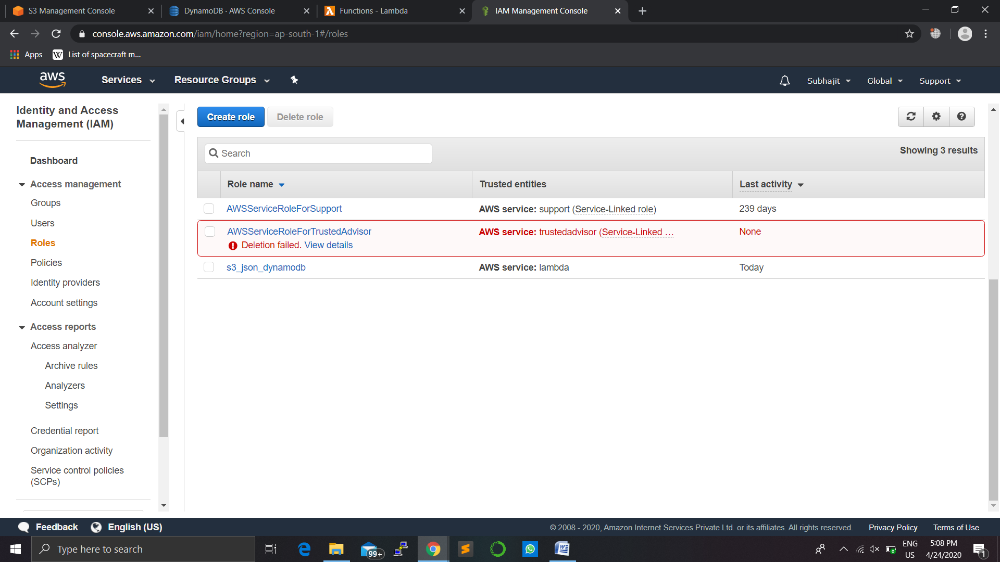 S3 Management Console
DynamoDB · AWS Console
Functions - Lambda
IAM Management Console
console.aws.amazon.com/iam/home?region=ap-south-1#/roles
Apps
W
List of spacecraft m...
aws
Services
Resource Groups
Subhajit
Global
Support
Identity and Access
Management (IAM)
Dashboard
Access management
Groups
Users
Roles
Policies
Identity providers
Account settings
Access reports
Access analyzer
Archive rules
Analyzers
Settings
Credential report
Organization activity
Service control policies
(SCPs)
Create role
Delete role
Search
Showing 3 results
Role name
Trusted entities
Last activity
AWSServiceRoleForSupport
AWS service: support (Service-Linked role)
239 days
AWSServiceRoleForTrustedAdvisor
AWS service: trustedadvisor (Service-Linked ...
None
Deletion failed. View details
s3_json_dynamodb
AWS service: lambda
Today
Feedback
English (US)
© 2008 - 2020, Amazon Internet Services Private Ltd. or its affiliates. All rights reserved.
Privacy Policy
Terms of Use
Type here to search
99+
ENG
US
5:08 PM
4/24/2020
1